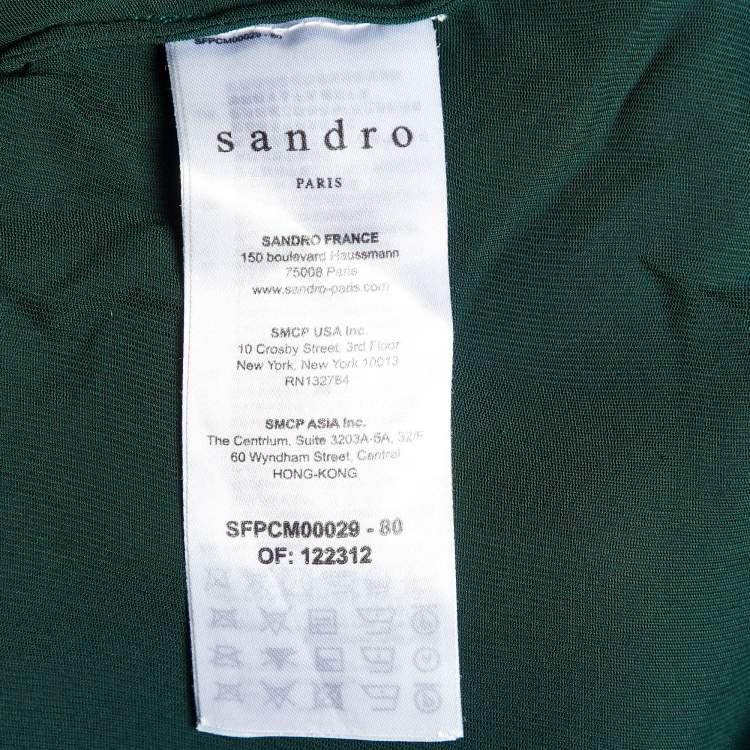 SFPCM00029 - 80
sandro
PARIS
SANDRO FRANCE
150 boulevard Haussmann
75008 Paris
www.sandro-paris.com
SMCP USA Inc.
10 Crosby Street, 3rd Floor
New York, New York 10013
RN132784
SMCP ASIA Inc.
The Centrium, Suite 3203A-5A, 32/F
60 Wyndham Street, Central
HONG-KONG
SFPCM00029 - 80
OF: 122312